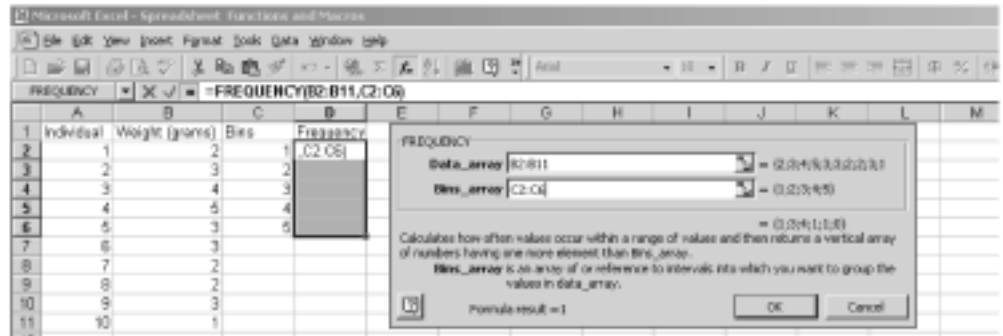 Microsoft Excel - Spreadsheet Functions and Macros
File Edit View Insert Format Tools Data Window Help
Arial 10 B I U
FREQUENCY =FREQUENCY(B2:B11,C2:C6)
A B C D E F G H I J K L M
1 Individual Weight (grams) Bins Frequency
2 1 2 1 ,C2:C6)
3 2 3 2
4 3 4 3
5 4 5 4
6 5 3 5
7 6 3
8 7 2
9 8 2
10 9 3
11 10 1
FREQUENCY
Data_array B2:B11 = {2;3;4;5;3;3;2;2;3;1
Bins_array C2:C6 = {1;2;3;4;5}
= {1;3;4;1;1;0}
Calculates how often values occur within a range of values and then returns a vertical array
of numbers having one more element than Bins_array.
Bins_array is an array of or reference to intervals into which you want to group the
values in data_array.
Formula result =1
OK Cancel